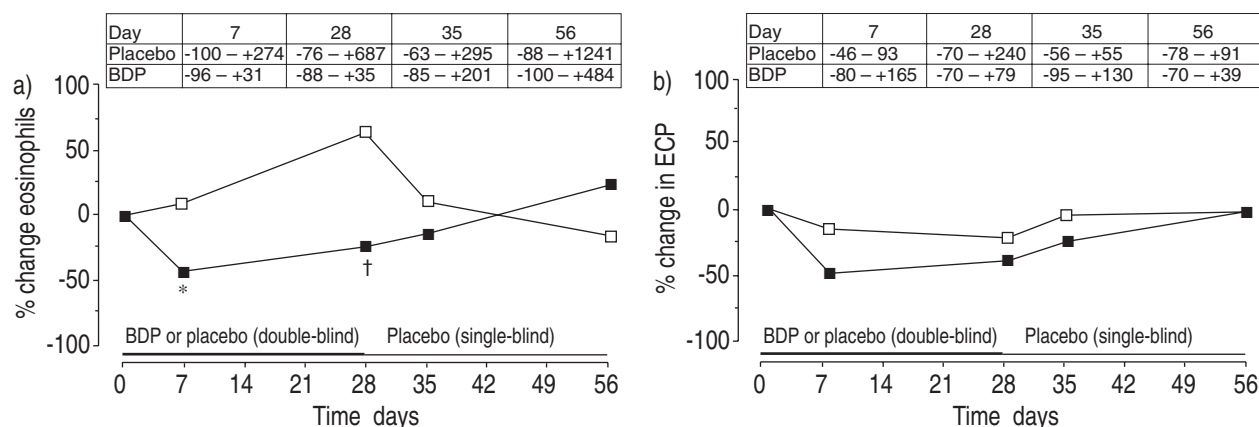 Day 7 28 35 56
Placebo -100 – +274 -76 – +687 -63 – +295 -88 – +1241
BDP -96 – +31 -88 – +35 -85 – +201 -100 – +484
a)
% change eosinophils
100
50
0
-50
-100
*
†
BDP or placebo (double-blind) Placebo (single-blind)
0 7 14 21 28 35 42 49 56
Time days
Day 7 28 35 56
Placebo -46 – 93 -70 – +240 -56 – +55 -78 – +91
BDP -80 – +165 -70 – +79 -95 – +130 -70 – +39
b)
% change in ECP
100
50
0
-50
-100
BDP or placebo (double-blind) Placebo (single-blind)
0 7 14 21 28 35 42 49 56
Time days